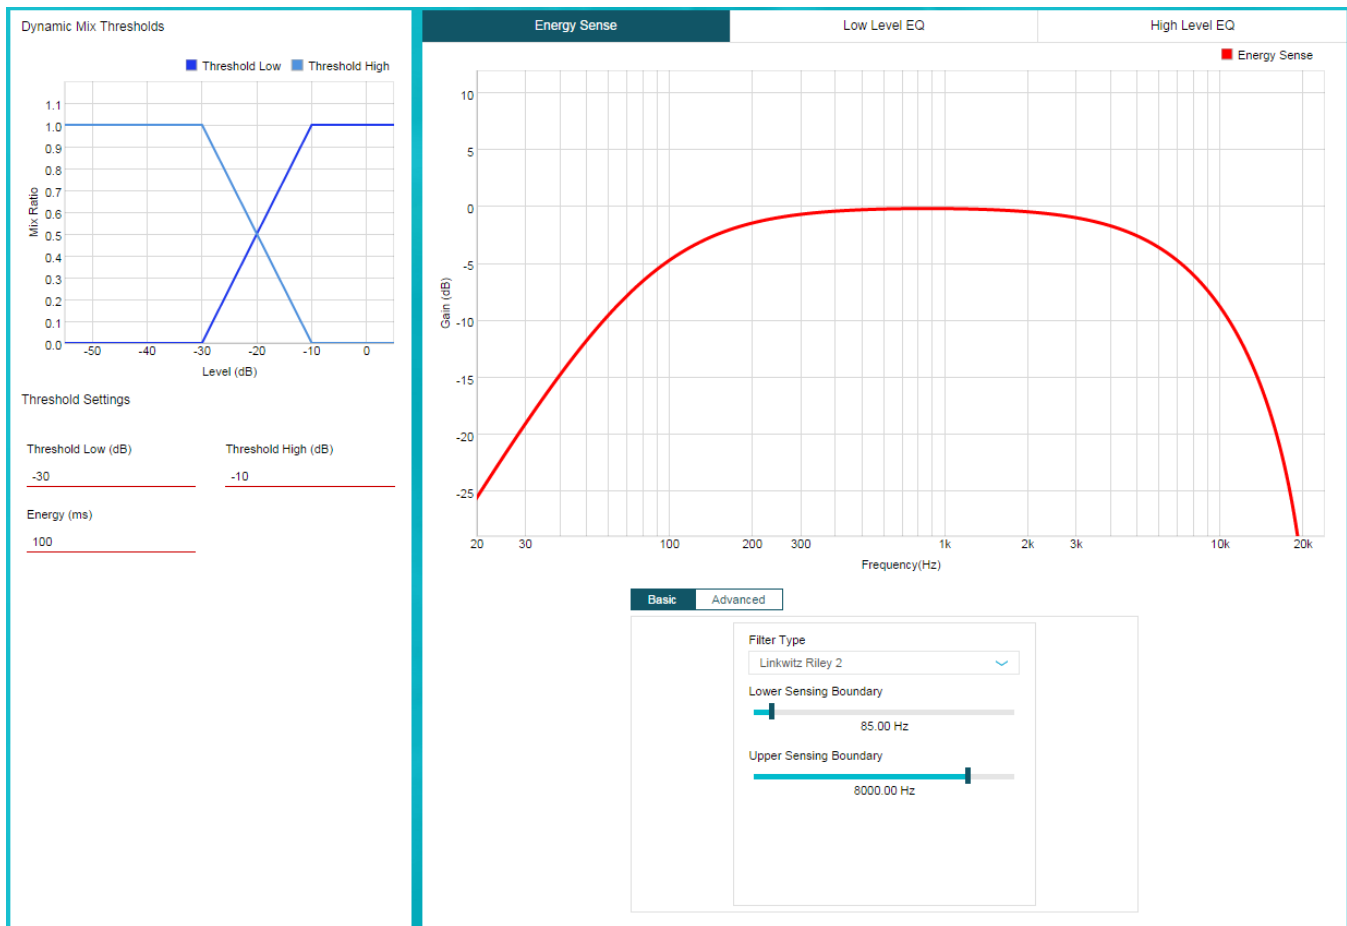 Dynamic Mix Thresholds
Threshold Low Threshold High
1.1
1.0
0.9
0.8
0.7
0.6
0.5
0.4
0.3
0.2
0.1
0.0
Mix Ratio
-50 -40 -30 -20 -10 0
Level (dB)
Threshold Settings
Threshold Low (dB) Threshold High (dB)
-30 -10
Energy (ms)
100
Energy Sense Low Level EQ High Level EQ
Energy Sense
10
5
0
-5
-10
-15
-20
-25
Gain (dB)
20 30 100 200 300 1k 2k 3k 10k 20k
Frequency(Hz)
Basic Advanced
Filter Type
Linkwitz Riley 2
Lower Sensing Boundary
85.00 Hz
Upper Sensing Boundary
8000.00 Hz